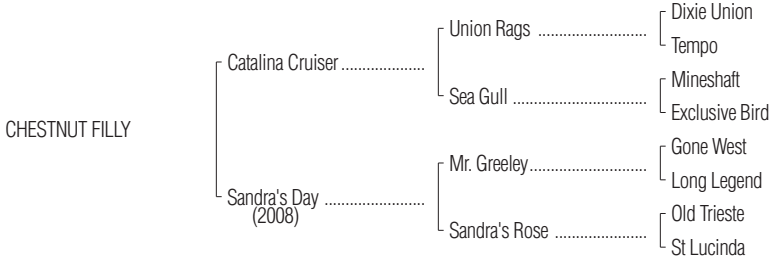 Dixie Union
Union Rags ..........................
Tempo
Catalina Cruiser ....................
Mineshaft
Sea Gull ................................
Exclusive Bird
CHESTNUT FILLY
Gone West
Mr. Greeley............................
Long Legend
Sandra's Day ........................
(2008)
Old Trieste
Sandra's Rose ......................
St Lucinda